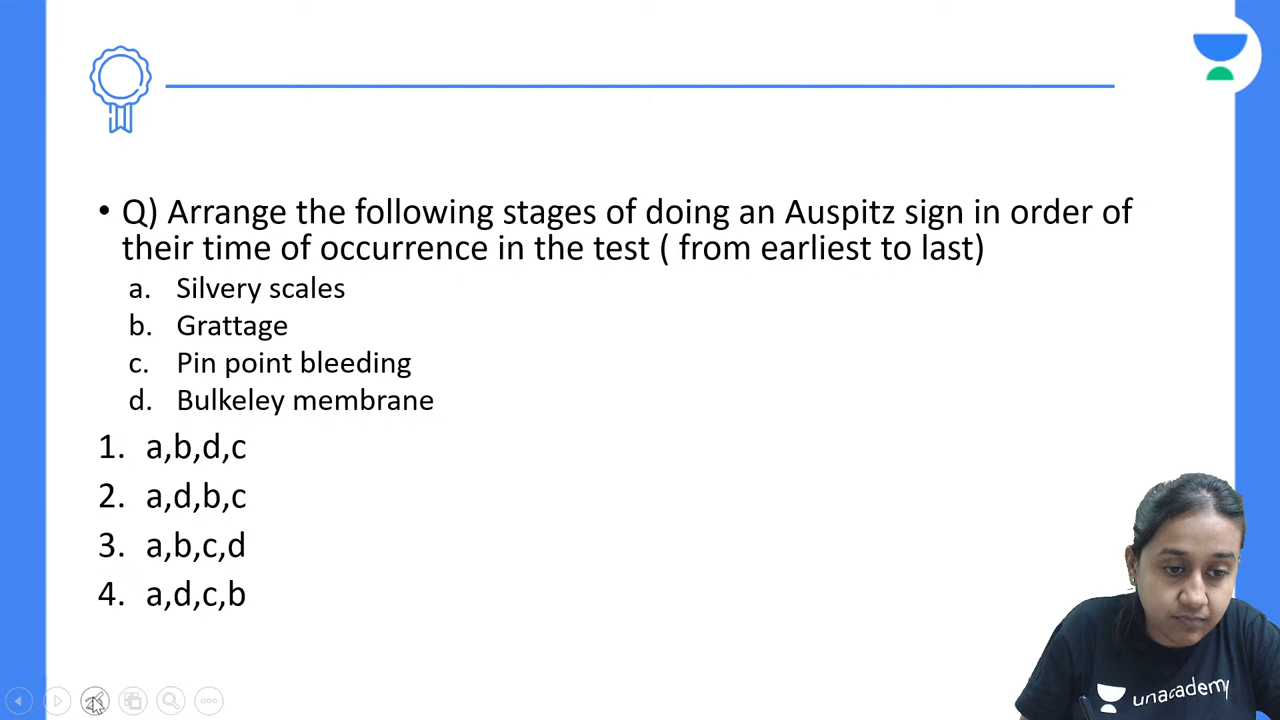 • Q) Arrange the following stages of doing an Auspitz sign in order of
their time of occurrence in the test ( from earliest to last)
a. Silvery scales
b. Grattage
c. Pin point bleeding
d. Bulkeley membrane
1. a,b,d,c
2. a,d,b,c
3. a,b,c,d
4. a,d,c,b
unacademy